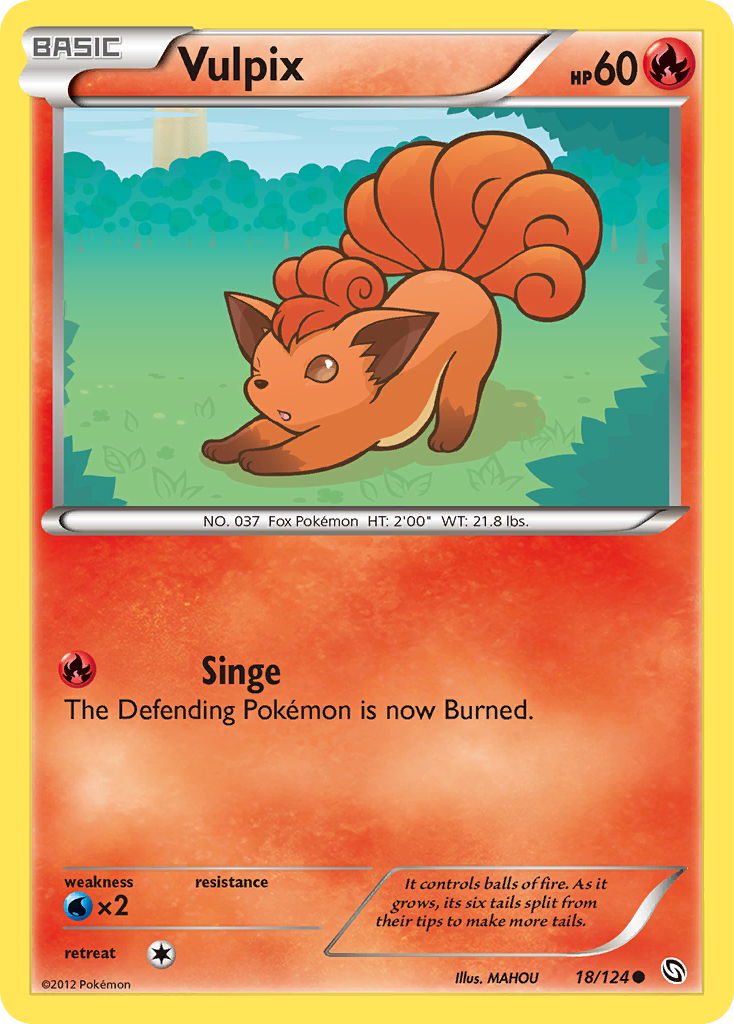 BASIC
Vulpix
HP60
NO. 037 Fox Pokémon HT: 2'00" WT: 21.8 lbs.
Singe
The Defending Pokémon is now Burned.
weakness
resistance
×2
It controls balls of fire. As it
grows, its six tails split from
their tips to make more tails.
retreat
©2012 Pokémon
Illus. MAHOU
18/124